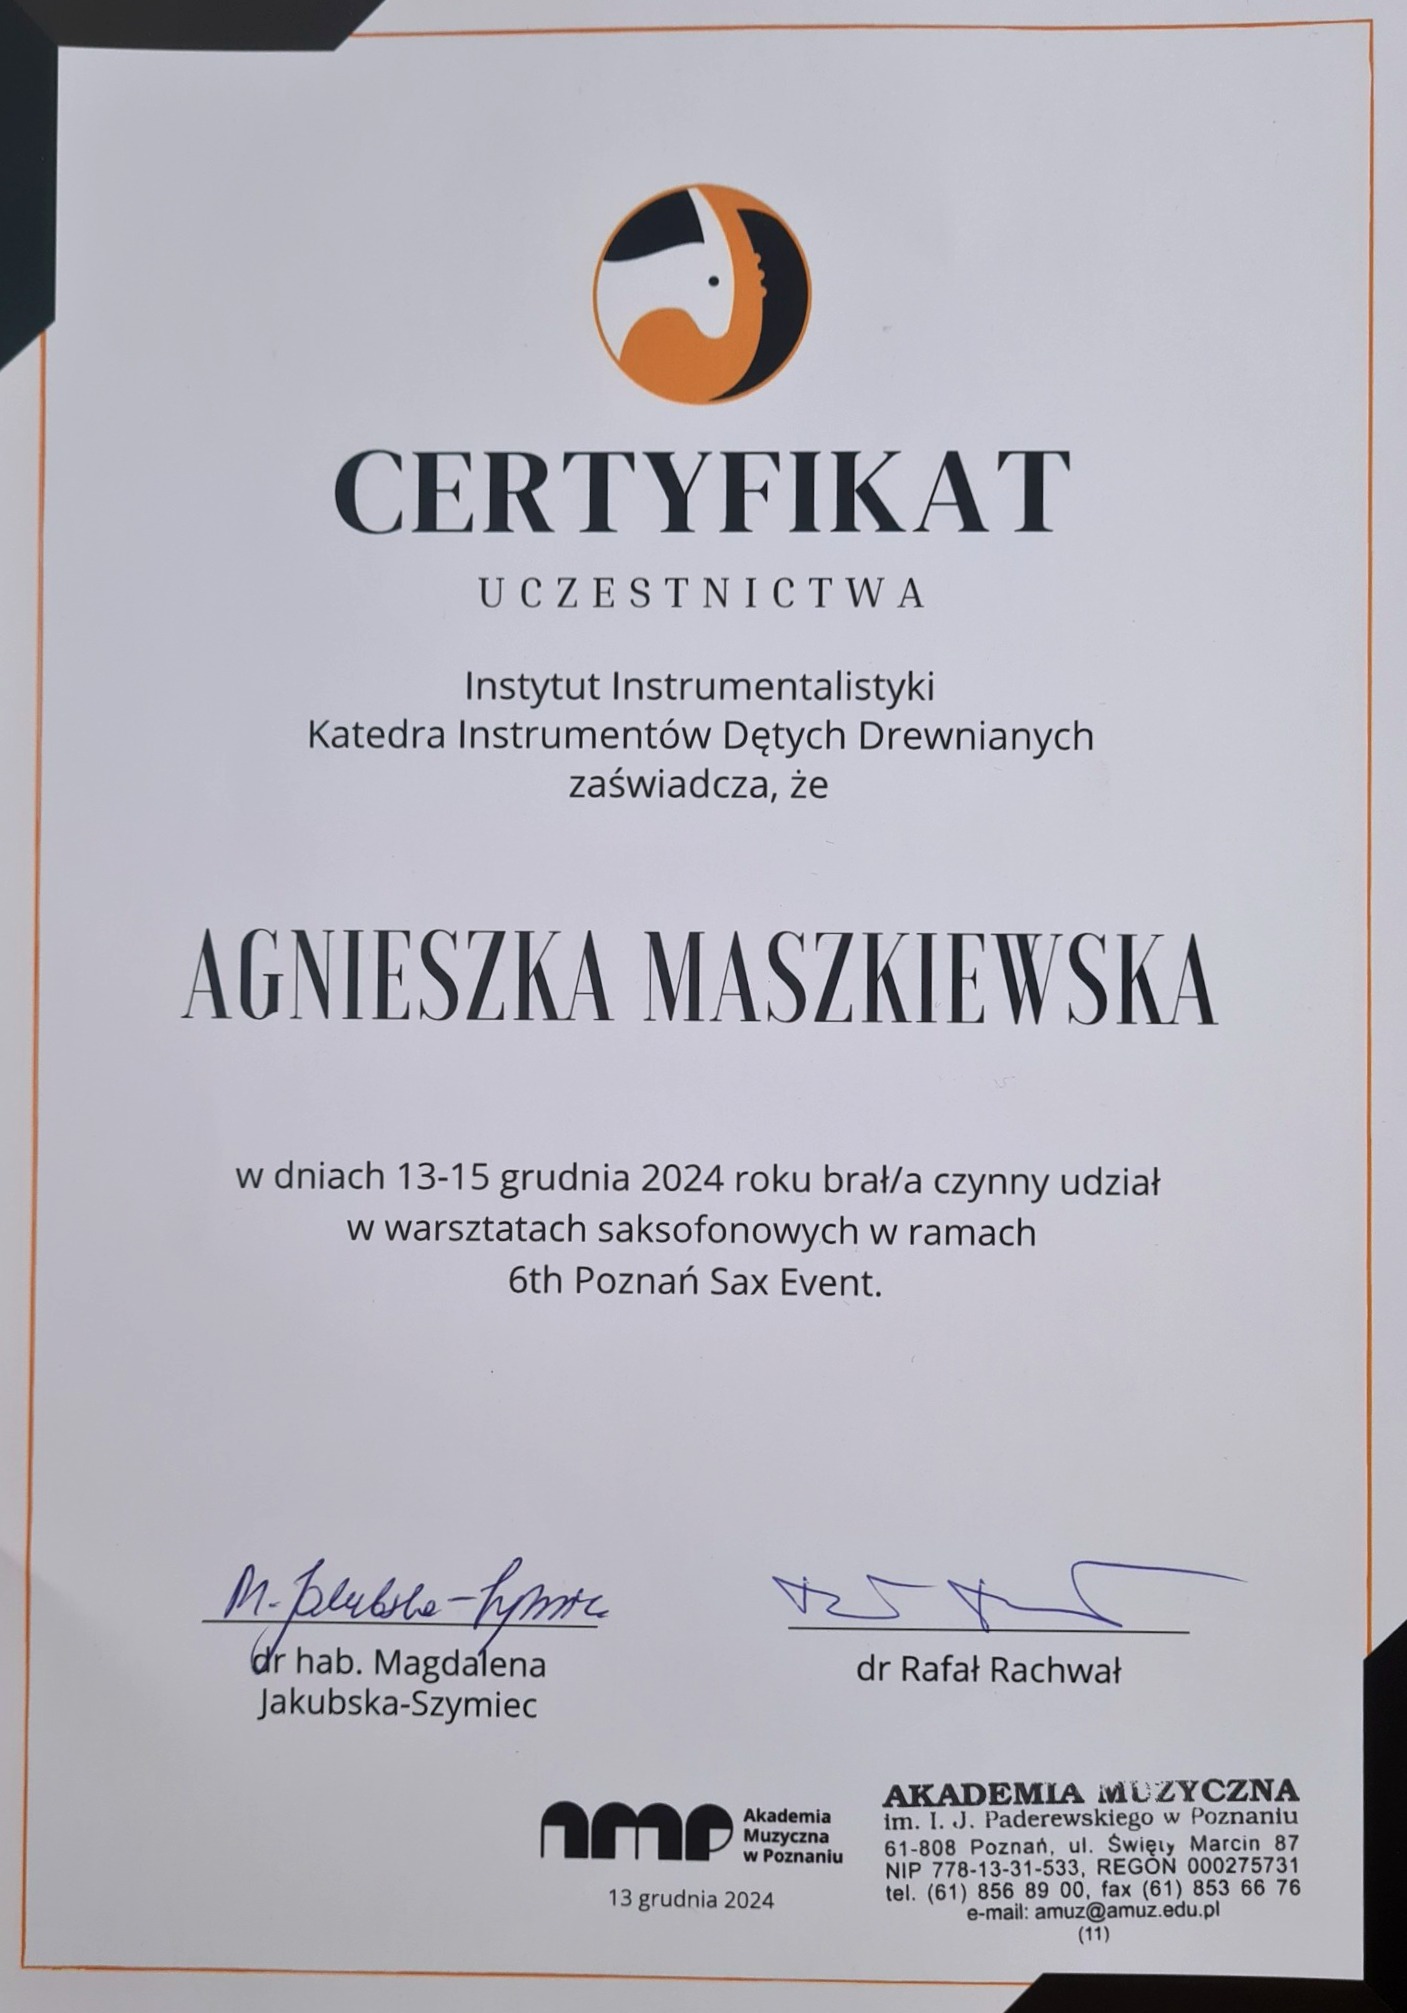 CERTYFIKAT
UCZESTNICTWA
Instytut Instrumentalistyki
Katedra Instrumentów Dętych Drewnianych
zaświadcza, że
AGNIESZKA MASZKIEWSKA
w dniach 13-15 grudnia 2024 roku brał/a czynny udział
w warsztatach saksofonowych w ramach
6th Poznań Sax Event.
M. Jakubska-Szymiec
dr hab. Magdalena
Jakubska-Szymiec
dr Rafał Rachwał
amp
Akademia
Muzyczna
w Poznaniu
13 grudnia 2024
AKADEMIA MUZYCZNA
im. I. J. Paderewskiego w Poznaniu
61-808 Poznań, ul. Święty Marcin 87
NIP 778-13-31-533, REGON 000275731
tel. (61) 856 89 00, fax (61) 853 66 76
e-mail: amuz@amuz.edu.pl
(11)